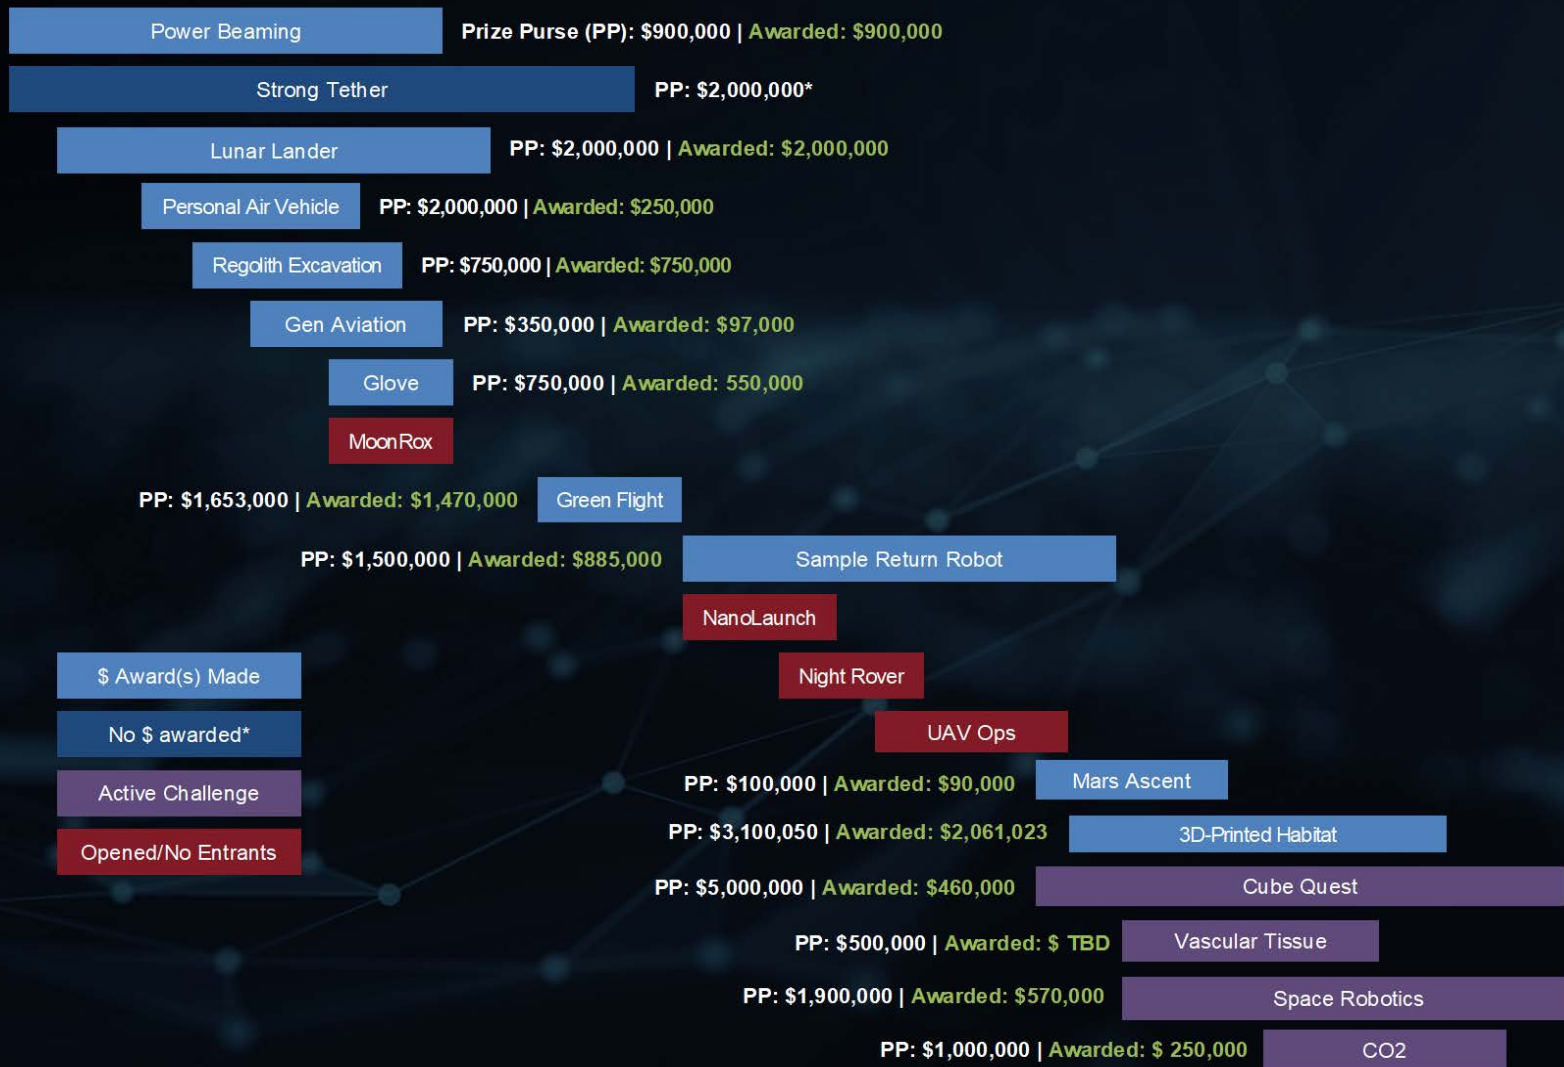 Power Beaming Prize Purse (PP): $900,000 | Awarded: $900,000
Strong Tether PP: $2,000,000*
Lunar Lander PP: $2,000,000 | Awarded: $2,000,000
Personal Air Vehicle PP: $2,000,000 | Awarded: $250,000
Regolith Excavation PP: $750,000 | Awarded: $750,000
Gen Aviation PP: $350,000 | Awarded: $97,000
Glove PP: $750,000 | Awarded: 550,000
MoonRox
PP: $1,653,000 | Awarded: $1,470,000 Green Flight
PP: $1,500,000 | Awarded: $885,000 Sample Return Robot
NanoLaunch
$ Award(s) Made Night Rover
No $ awarded* UAV Ops
Active Challenge PP: $100,000 | Awarded: $90,000 Mars Ascent
PP: $3,100,050 | Awarded: $2,061,023 3D-Printed Habitat
Opened/No Entrants
PP: $5,000,000 | Awarded: $460,000 Cube Quest
PP: $500,000 | Awarded: $ TBD Vascular Tissue
PP: $1,900,000 | Awarded: $570,000 Space Robotics
PP: $1,000,000 | Awarded: $ 250,000 CO2